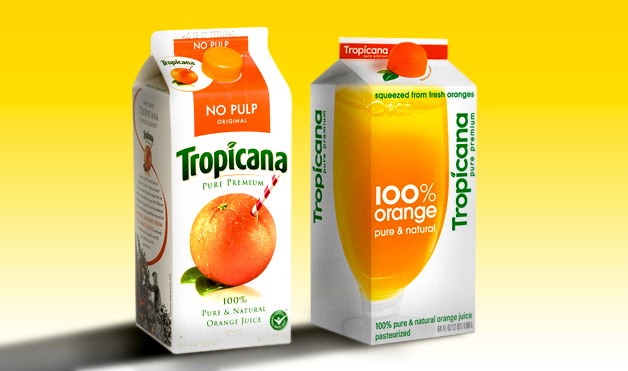 NO PULP
Tropicana
NO PULP
ORIGINAL
Tropicana
PURE PREMIUM
100%
PURE & NATURAL
ORANGE JUICE
Tropicana
pure premium
squeezed from fresh oranges
Tropicana
pure premium
Tropicana
pure premium
100%
orange
pure & natural
100% pure & natural orange juice
pasteurized